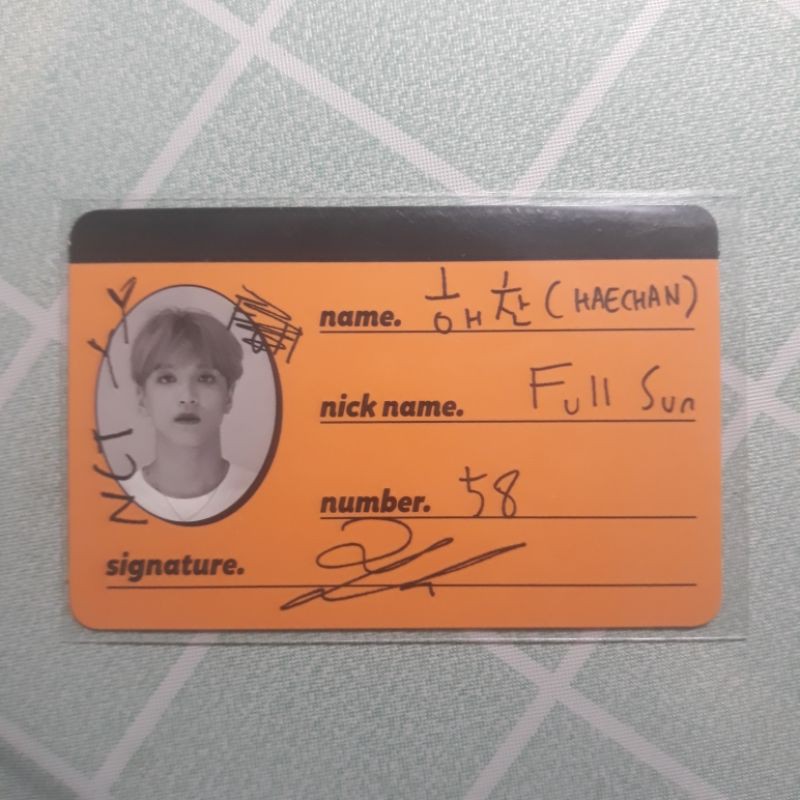 name. 해찬 (HAECHAN)
nick name. Full Sun
number. 58
signature.
NCT